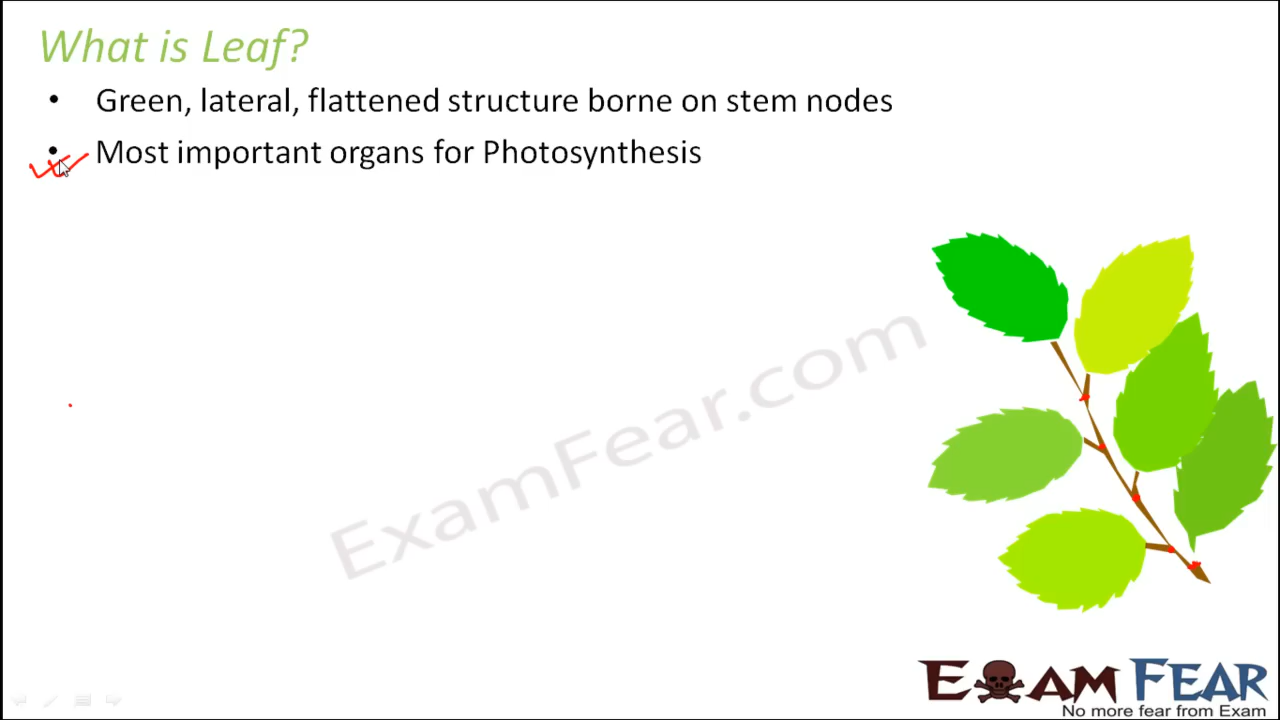 What is Leaf?
• Green, lateral, flattened structure borne on stem nodes
• Most important organs for Photosynthesis
ExamFear.com
EXAM FEAR
No more fear from Exam